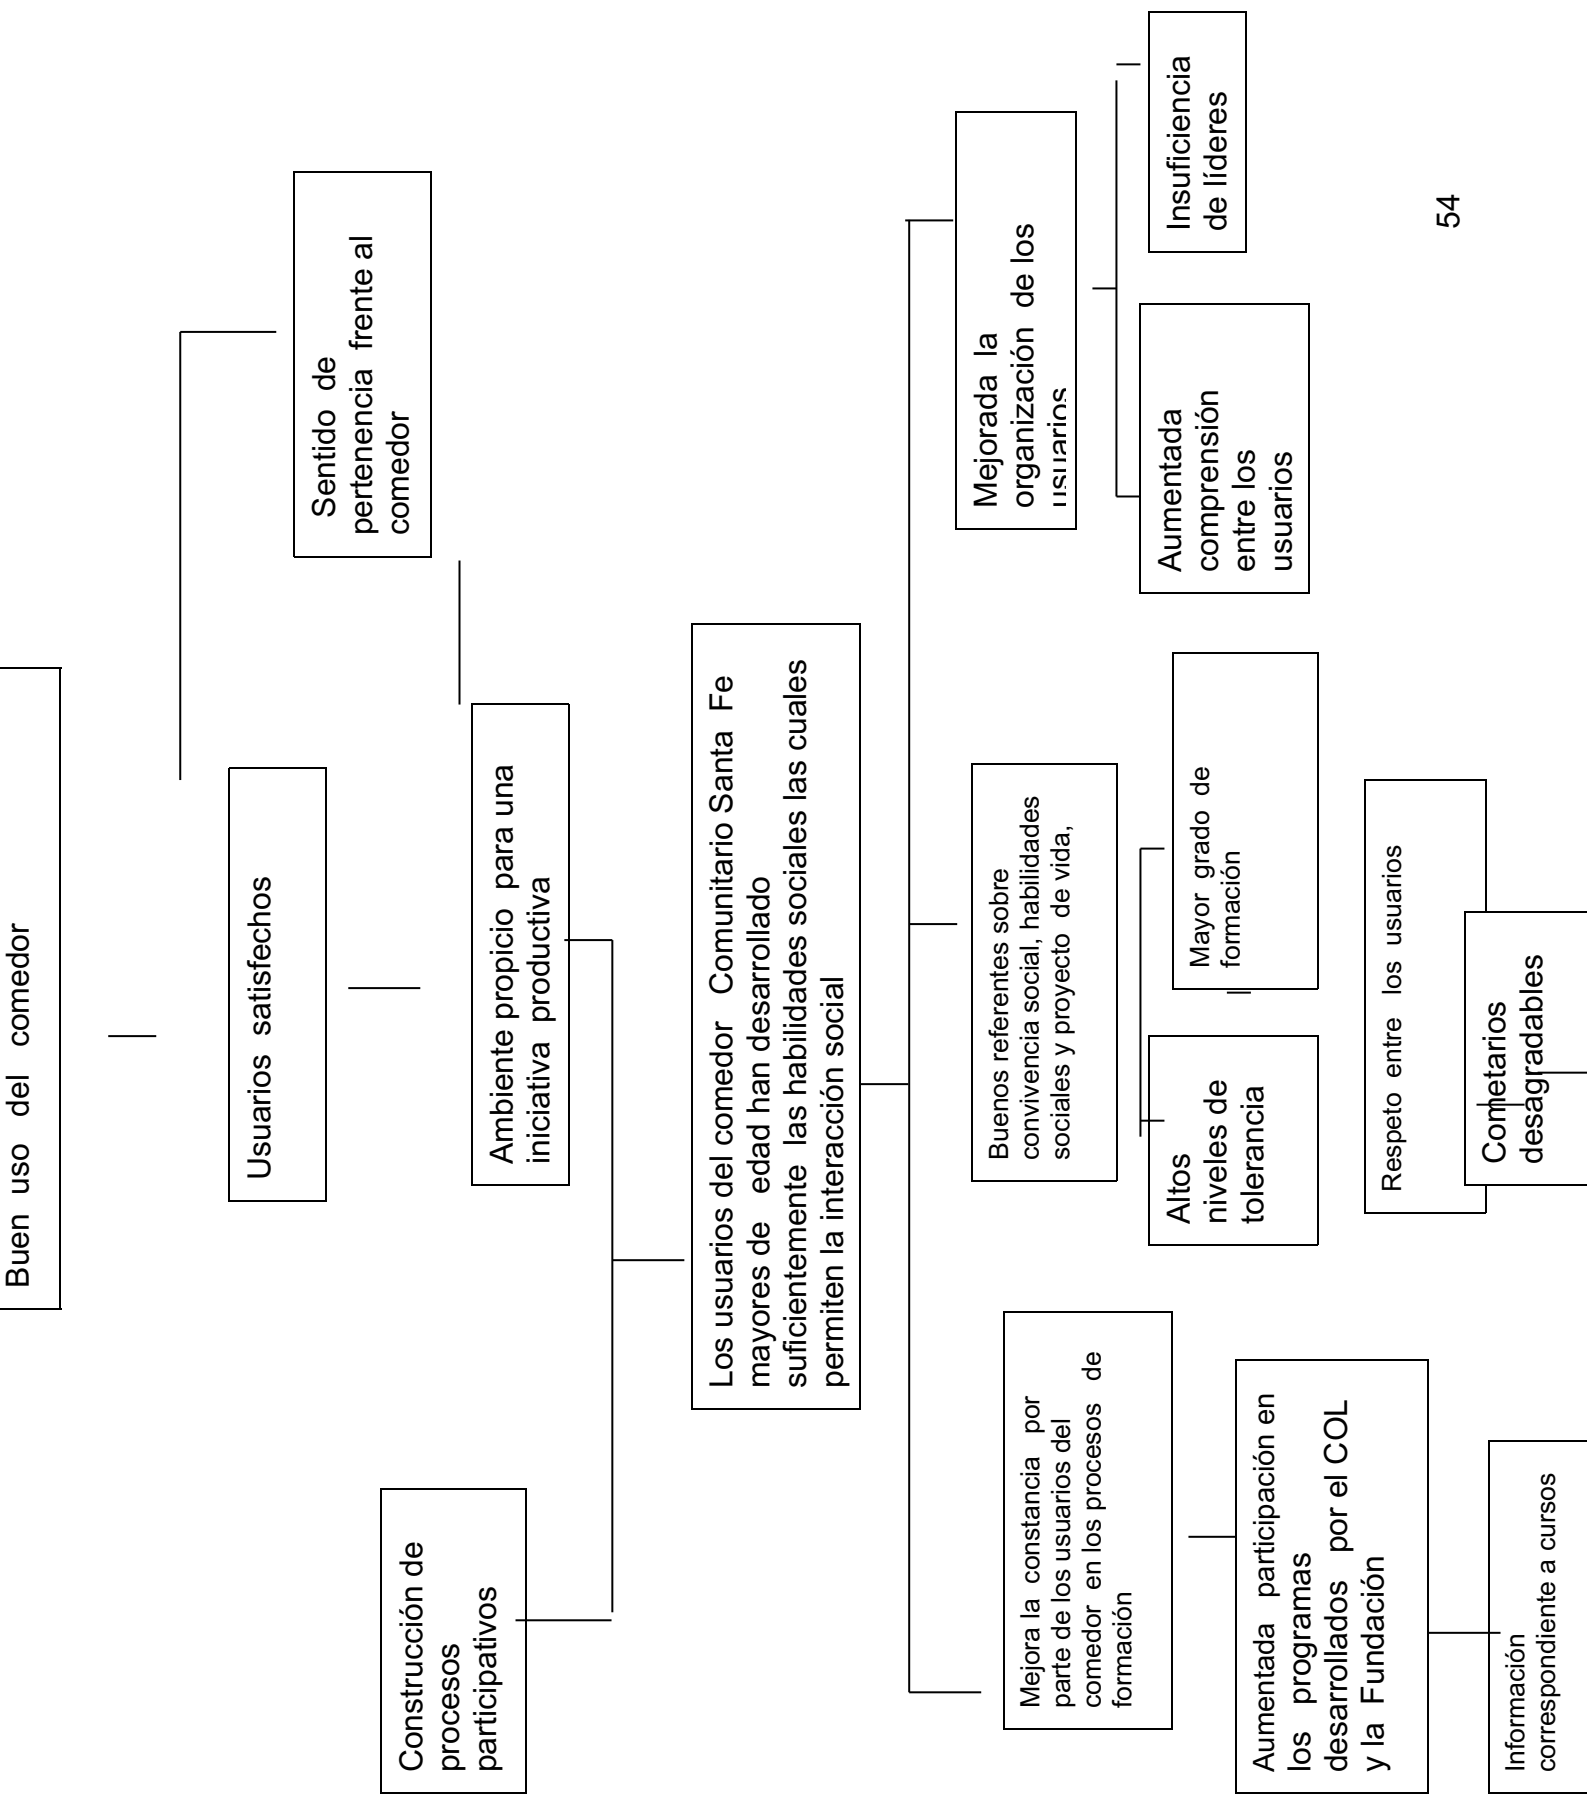 Buen uso del comedor
Usuarios satisfechos
Sentido de
pertenencia frente al
comedor
Construcción de
procesos
participativos
Ambiente propicio para una
iniciativa productiva
Los usuarios del comedor Comunitario Santa Fe
mayores de edad han desarrollado
suficientemente las habilidades sociales las cuales
permiten la interacción social
Mejora la constancia por
parte de los usuarios del
comedor en los procesos de
formación
Buenos referentes sobre
convivencia social, habilidades
sociales y proyecto de vida,
Mejorada la
organización de los
usuarios
Aumentada participación en
los programas
desarrollados por el COL
y la Fundación
Altos
niveles de
tolerancia
Mayor grado de
formación
Aumentada
comprensión
entre los
usuarios
Insuficiencia
de líderes
Respeto entre los usuarios
Información
correspondiente a cursos
Cometarios
desagradables
54